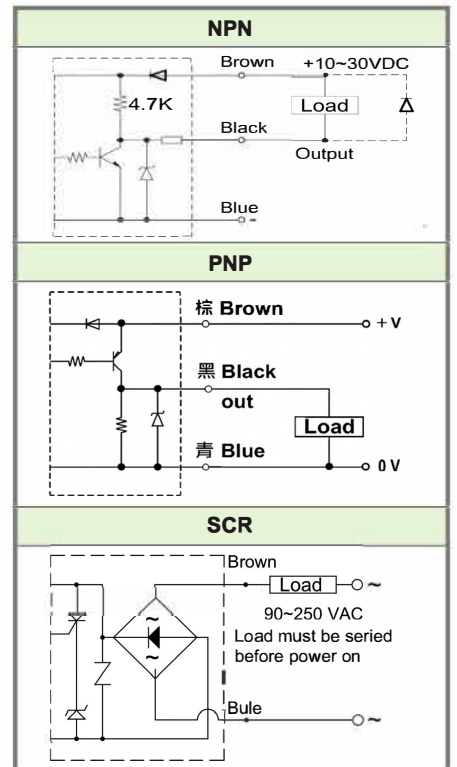 NPN
Brown
+10~30VDC
4.7K
Load
Black
Output
Blue
-
PNP
棕 Brown
+ V
黑 Black
out
Load
青 Blue
0 V
SCR
Brown
Load
~
90~250 VAC
Load must be seried
before power on
~
~
Bule
~